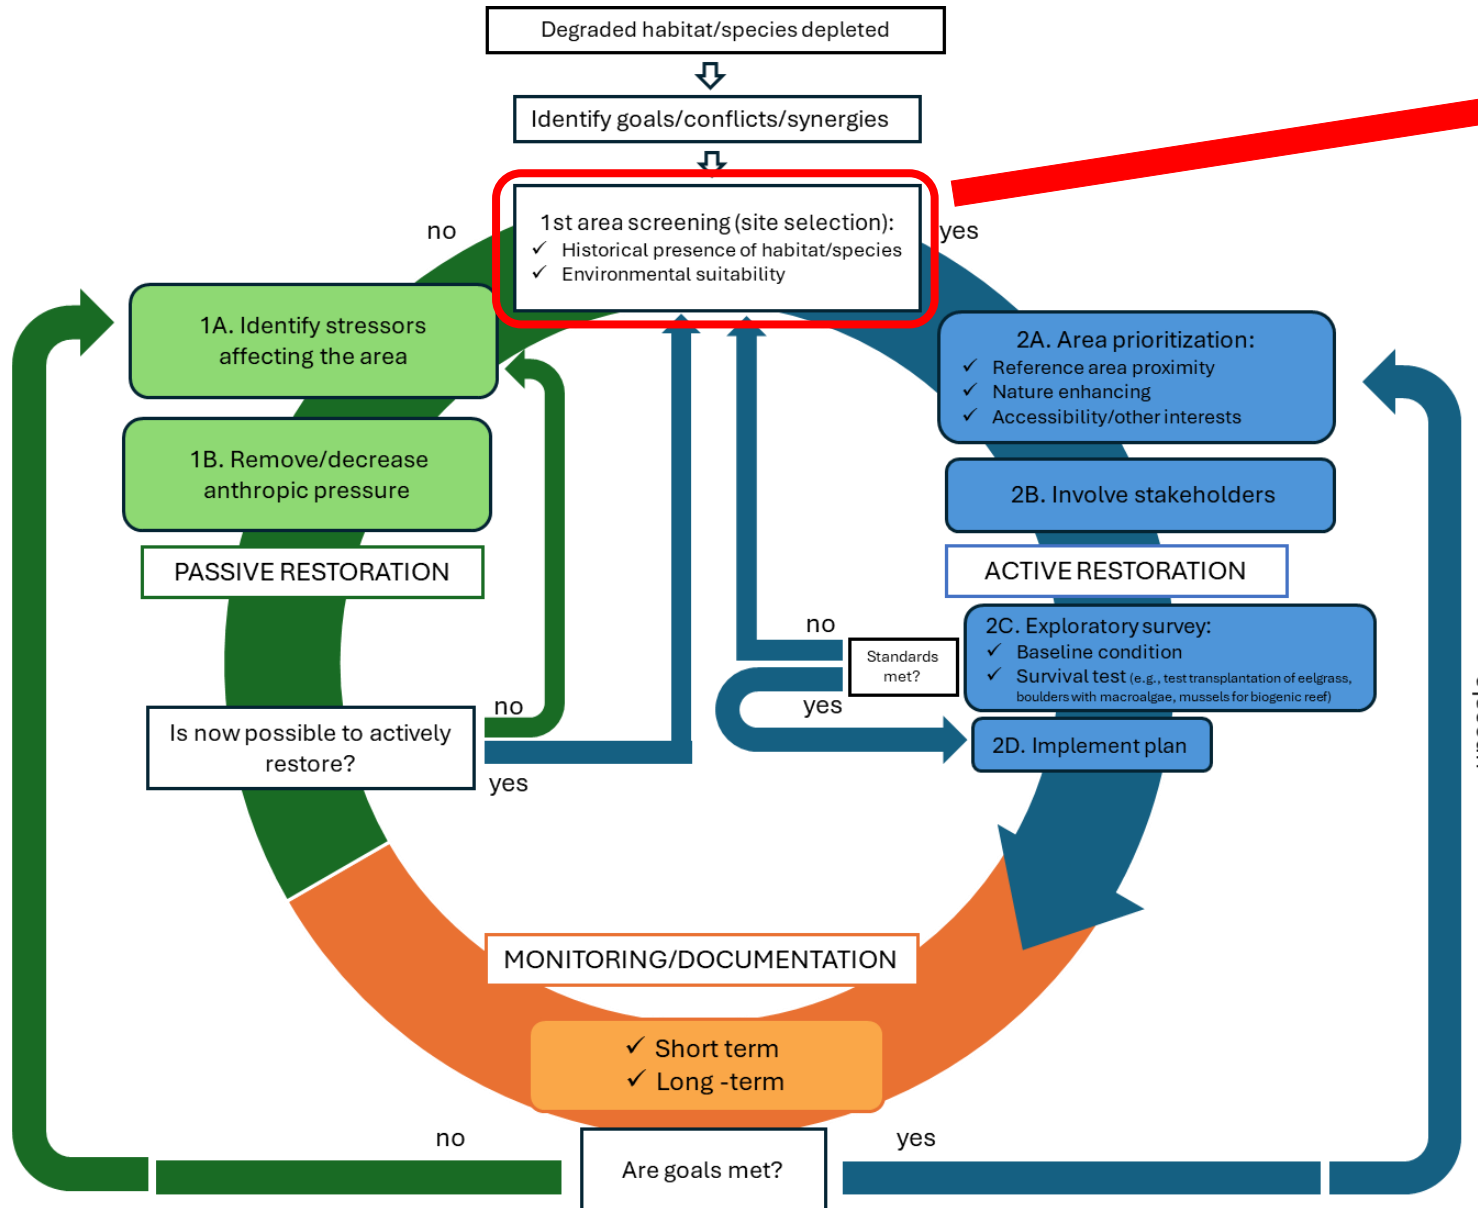 Degraded habitat/species depleted
Identify goals/conflicts/synergies
1st area screening (site selection):
✓ Historical presence of habitat/species
✓ Environmental suitability
no
yes
1A. Identify stressors
affecting the area
1B. Remove/decrease
anthropic pressure
PASSIVE RESTORATION
Is now possible to actively
restore?
no
yes
2A. Area prioritization:
✓ Reference area proximity
✓ Nature enhancing
✓ Accessibility/other interests
2B. Involve stakeholders
ACTIVE RESTORATION
2C. Exploratory survey:
✓ Baseline condition
✓ Survival test (e.g., test transplantation of eelgrass,
boulders with macroalgae, mussels for biogenic reef)
Standards
met?
no
yes
2D. Implement plan
MONITORING/DOCUMENTATION
✓ Short term
✓ Long -term
Are goals met?
no
yes